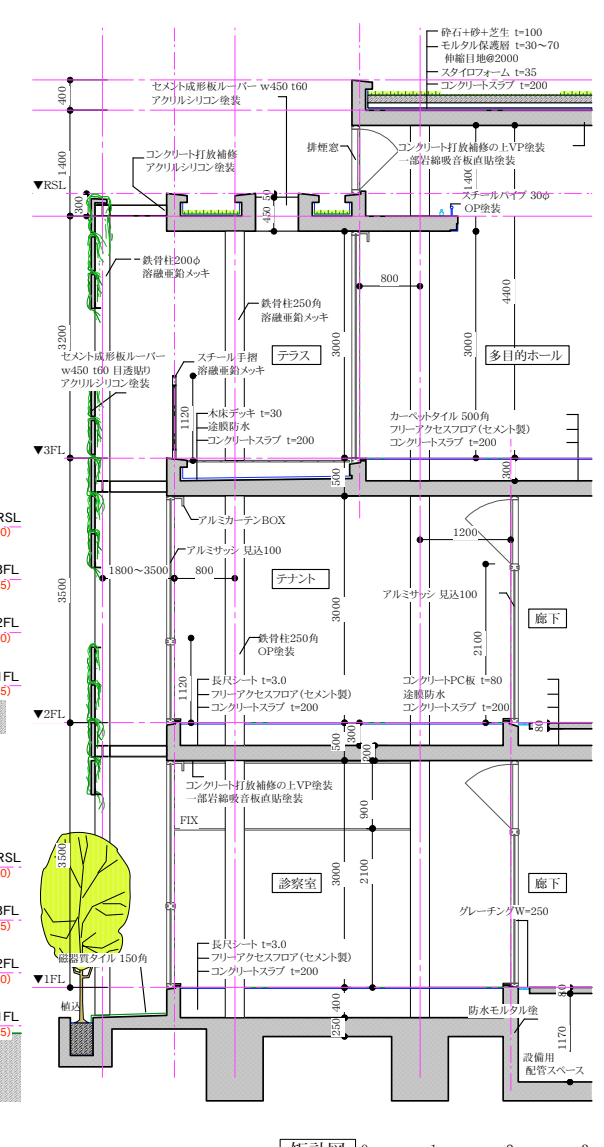 砕石＋砂＋芝生 t=100
モルタル保護層 t=30～70
伸縮目地@2000
スタイロフォーム t=35
コンクリートスラブ t=200
セメント成形板ルーバー w450 t60
アクリルシリコン塗装
400
コンクリート打放補修
アクリルシリコン塗装
排煙窓
コンクリート打放補修の上VP塗装
一部岩綿吸音板直貼塗装
1400
1400
▼RSL
300
50
450
スチールパイプ 30φ
OP塗装
鉄骨柱200φ
溶融亜鉛メッキ
800
鉄骨柱250角
溶融亜鉛メッキ
4400
3200
3000
3000
セメント成形板ルーバー
w450 t60 目透貼り
アクリルシリコン塗装
スチール手摺
溶融亜鉛メッキ
テラス
多目的ホール
1120
木床デッキ t=30
塗膜防水
コンクリートスラブ t=200
カーペットタイル 500角
フリーアクセスフロア(セメント製)
コンクリートスラブ t=200
▼3FL
500
300
RSL
アルミカーテンBOX
1200
アルミサッシ 見込100
3FL
1800～3500
800
テナント
3500
3000
アルミサッシ 見込100
廊下
2FL
鉄骨柱250角
OP塗装
2100
1120
1FL
長尺シート t=3.0
フリーアクセスフロア(セメント製)
コンクリートスラブ t=200
コンクリートPC板 t=80
塗膜防水
コンクリートスラブ t=200
▼2FL
80
500
300
200
コンクリート打放補修の上VP塗装
一部岩綿吸音板直貼塗装
FIX
900
3500
3000
2100
RSL
診察室
廊下
3FL
グレーチングW=250
長尺シート t=3.0
フリーアクセスフロア(セメント製)
コンクリートスラブ t=200
磁器質タイル 150角
2FL
▼1FL
80
植込
400
防水モルタル塗
1FL
250
1170
設備用
配管スペース
矩計図